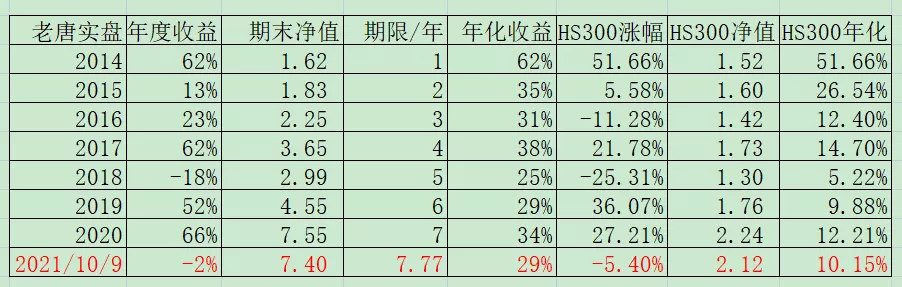 老唐实盘 年度收益 期末净值 期限/年 年化收益 HS300涨幅 HS300净值 HS300年化
2014 62% 1.62 1 62% 51.66% 1.52 51.66%
2015 13% 1.83 2 35% 5.58% 1.60 26.54%
2016 23% 2.25 3 31% -11.28% 1.42 12.40%
2017 62% 3.65 4 38% 21.78% 1.73 14.70%
2018 -18% 2.99 5 25% -25.31% 1.30 5.22%
2019 52% 4.55 6 29% 36.07% 1.76 9.88%
2020 66% 7.55 7 34% 27.21% 2.24 12.21%
2021/10/9 -2% 7.40 7.77 29% -5.40% 2.12 10.15%